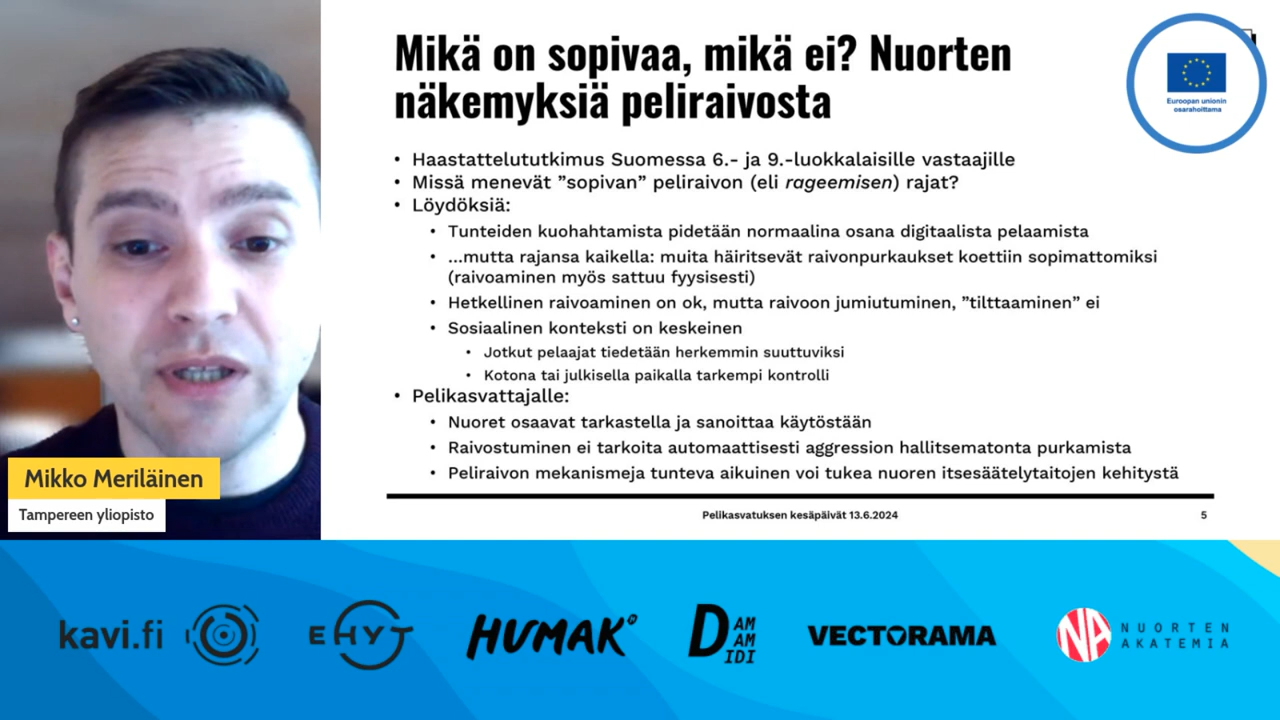 Mikä on sopivaa, mikä ei? Nuorten
näkemyksiä peliraivosta
Euroopan unionin
osarahoittama
• Haastattelututkimus Suomessa 6.- ja 9.-luokkalaisille vastaajille
• Missä menevät ”sopivan” peliraivon (eli rageemisen) rajat?
• Löydöksiä:
• Tunteiden kuohahtamista pidetään normaalina osana digitaalista pelaamista
• ...mutta rajansa kaikella: muita häiritsevät raivonpurkaukset koettiin sopimattomiksi
(raivoaminen myös sattuu fyysisesti)
• Hetkellinen raivoaminen on ok, mutta raivoon jumiutuminen, ”tilttaaminen” ei
• Sosiaalinen konteksti on keskeinen
• Jotkut pelaajat tiedetään herkemmin suuttuviksi
• Kotona tai julkisella paikalla tarkempi kontrolli
• Pelikasvattajalle:
• Nuoret osaavat tarkastella ja sanoittaa käytöstään
• Raivostuminen ei tarkoita automaattisesti aggression hallitsematonta purkamista
• Peliraivon mekanismeja tunteva aikuinen voi tukea nuoren itsesäätelytaitojen kehitystä
Pelikasvatuksen kesäpäivät 13.6.2024
5
Mikko Meriläinen
Tampereen yliopisto
kavi.fi
EHYT
HUMAK
DAM
AM
IDI
VECTORAMA
NA
NUORTEN
AKATEMIA